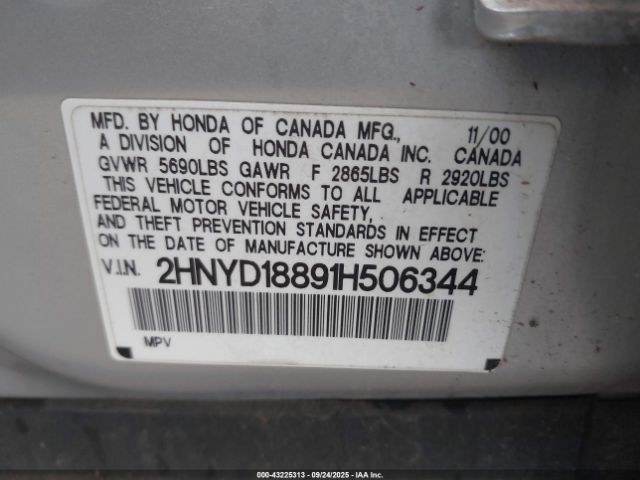 MFD. BY HONDA OF CANADA MFG., 11/00
A DIVISION OF HONDA CANADA INC. CANADA
GVWR 5690LBS GAWR F 2865LBS R 2920LBS
THIS VEHICLE CONFORMS TO ALL APPLICABLE
FEDERAL MOTOR VEHICLE SAFETY,
AND THEFT PREVENTION STANDARDS IN EFFECT
ON THE DATE OF MANUFACTURE SHOWN ABOVE.
V.I.N. 2HNYD18891H506344
MPV
000-43225313 - 09/24/2025 - IAAI.com